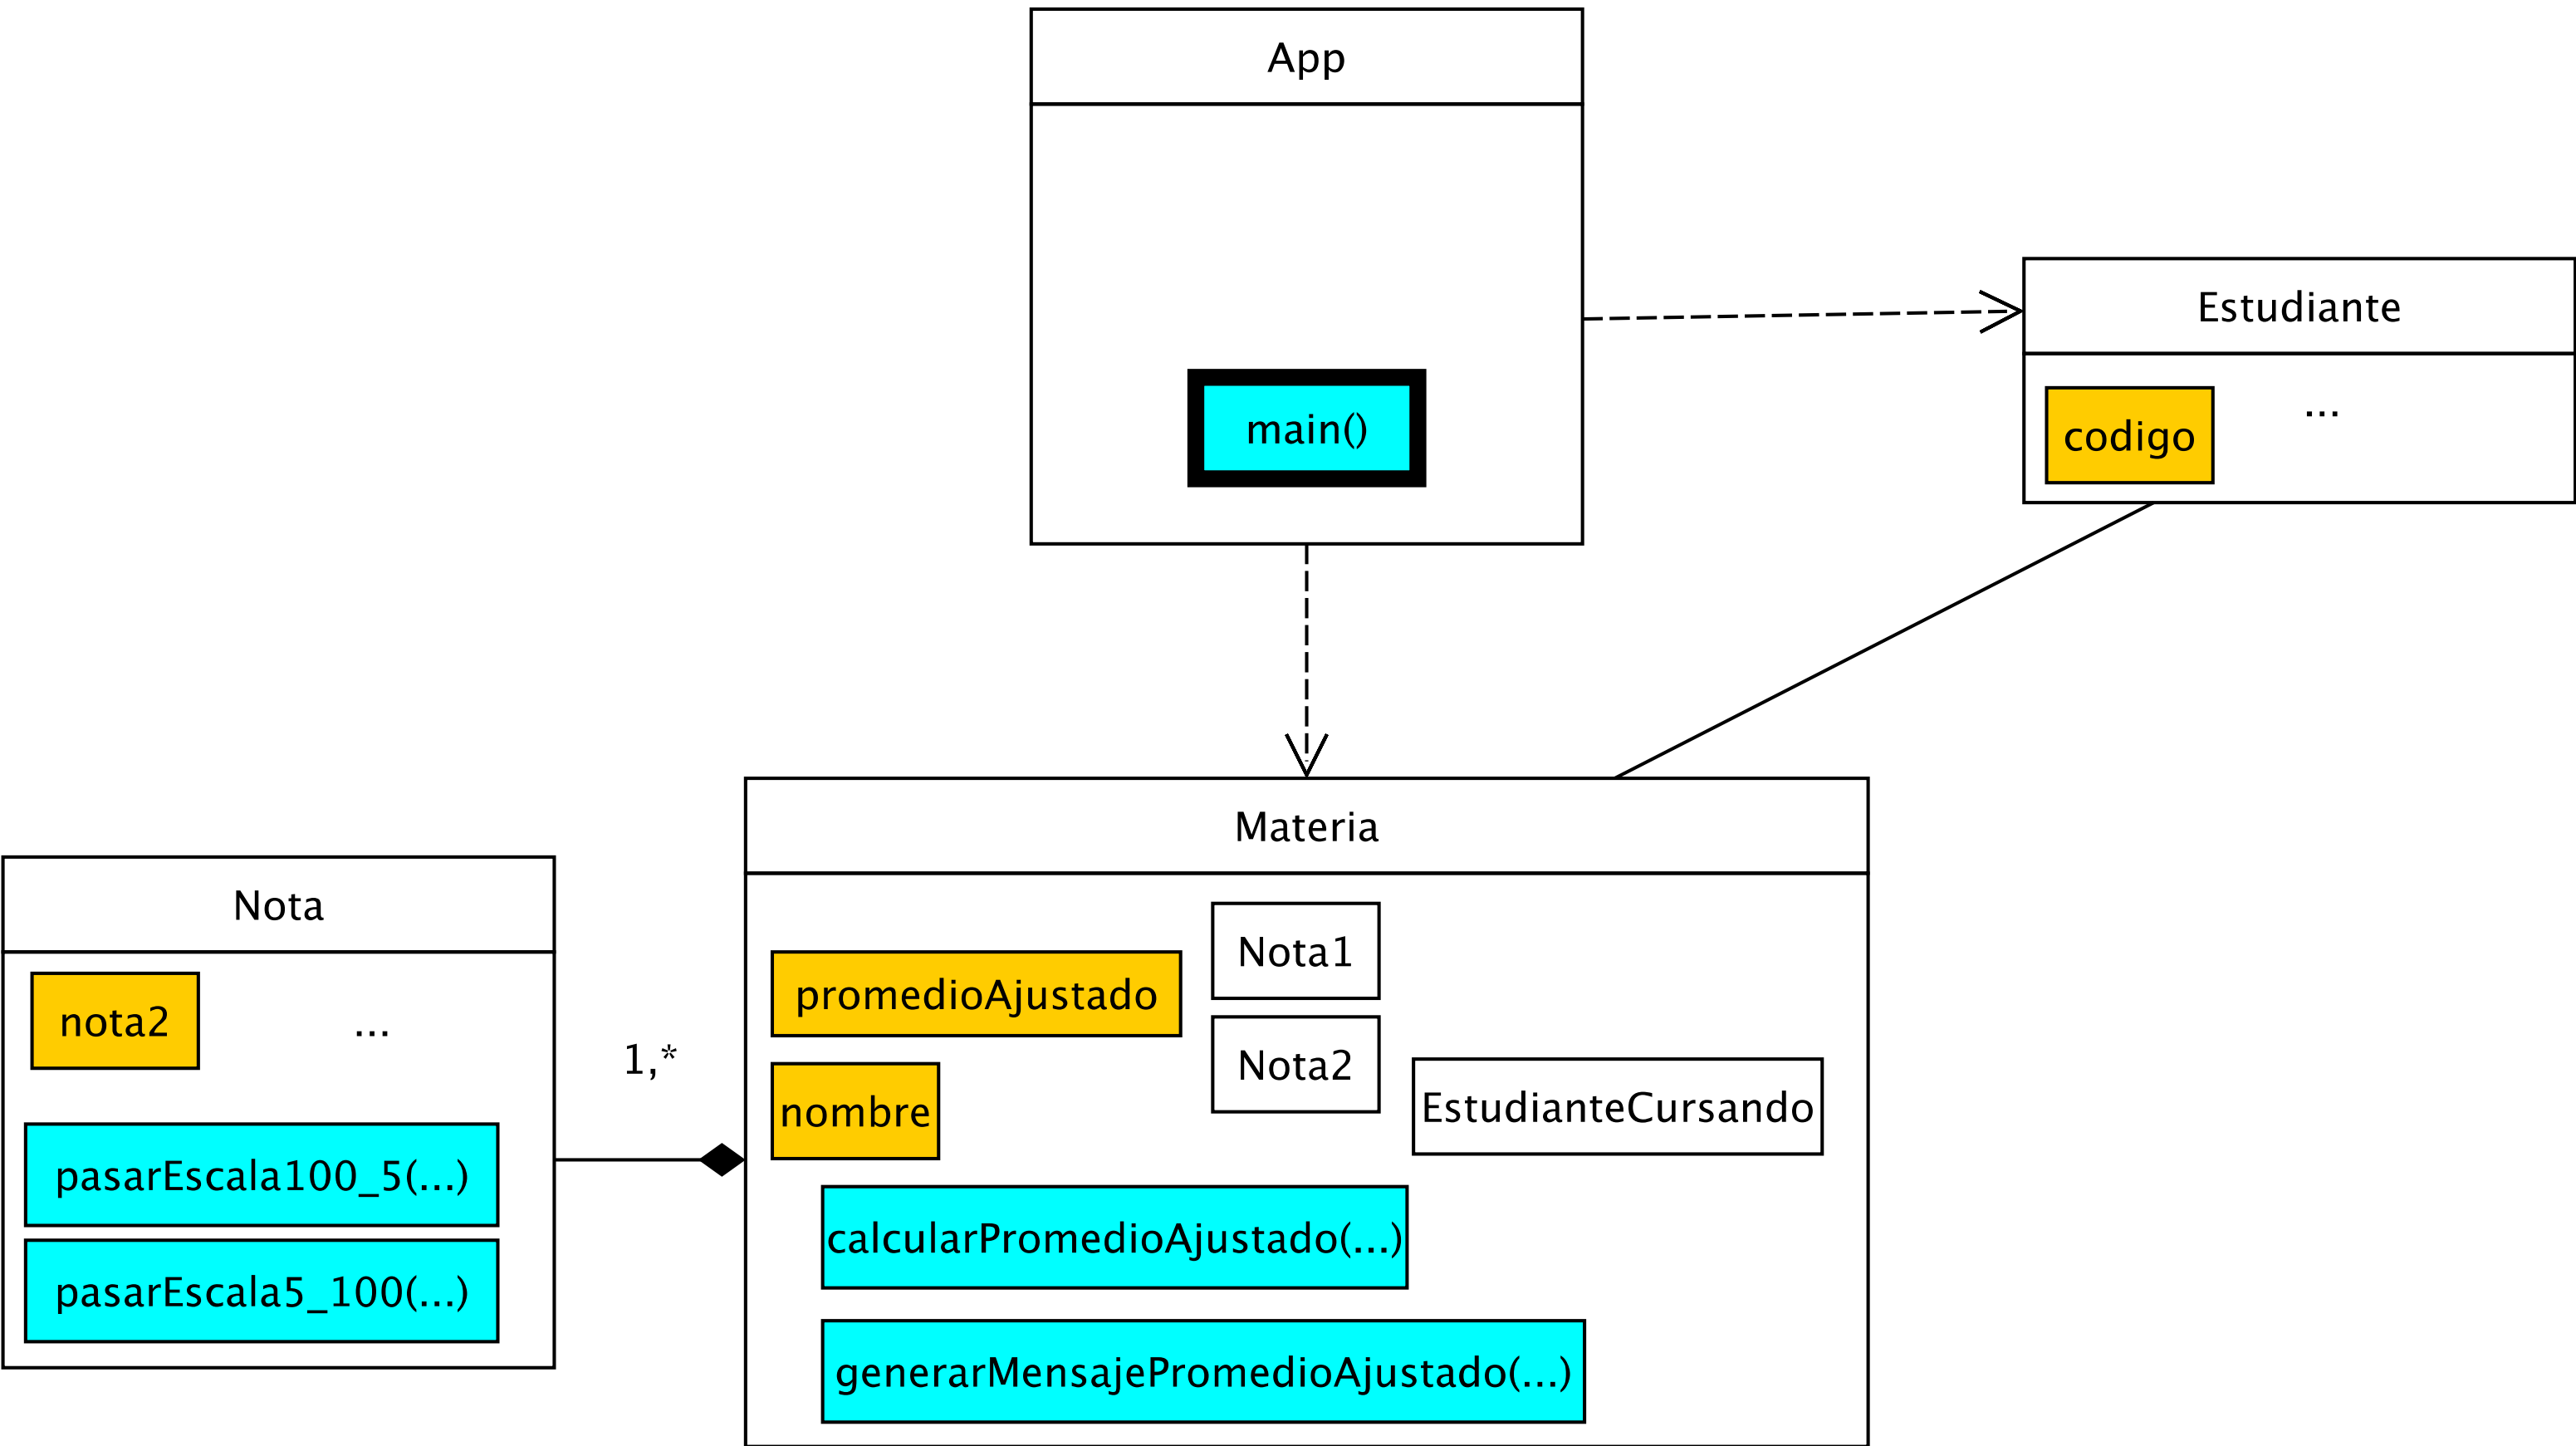 App
main()
Estudiante
codigo
...
Materia
promedioAjustado
nombre
Nota1
Nota2
EstudianteCursando
calcularPromedioAjustado(...)
generarMensajePromedioAjustado(...)
Nota
nota2
...
pasarEscala100_5(...)
pasarEscala5_100(...)
1,*